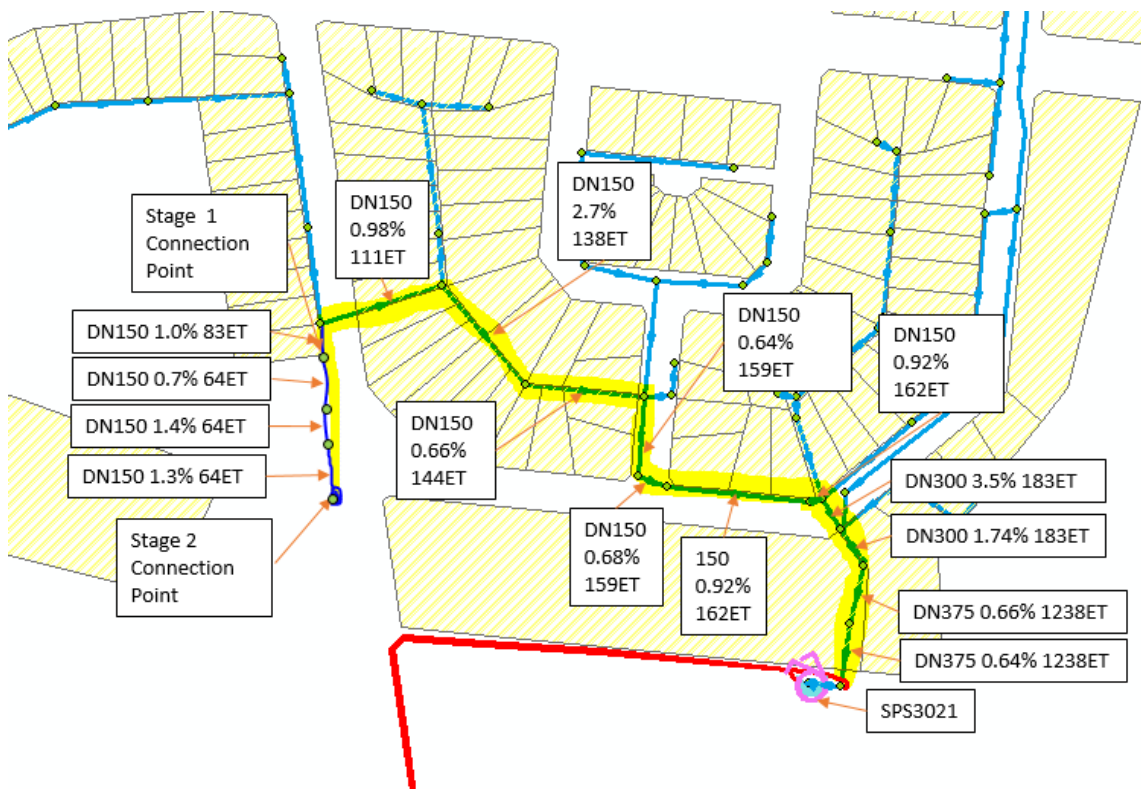 Stage 1
Connection
Point
DN150
0.98%
111ET
DN150
2.7%
138ET
DN150 1.0% 83ET
DN150 0.7% 64ET
DN150 1.4% 64ET
DN150 1.3% 64ET
Stage 2
Connection
Point
DN150
0.66%
144ET
DN150
0.64%
159ET
DN150
0.92%
162ET
DN150
0.68%
159ET
150
0.92%
162ET
DN300 3.5% 183ET
DN300 1.74% 183ET
DN375 0.66% 1238ET
DN375 0.64% 1238ET
SPS3021